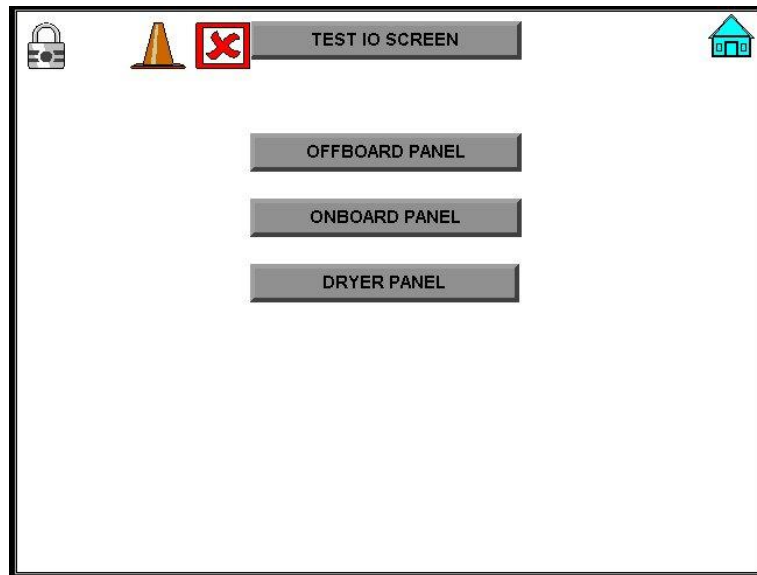 TEST IO SCREEN
OFFBOARD PANEL
ONBOARD PANEL
DRYER PANEL